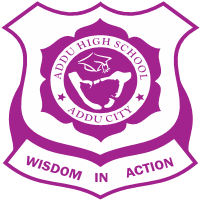 ADDU HIGH SCHOOL
ADDU CITY
WISDOM IN ACTION